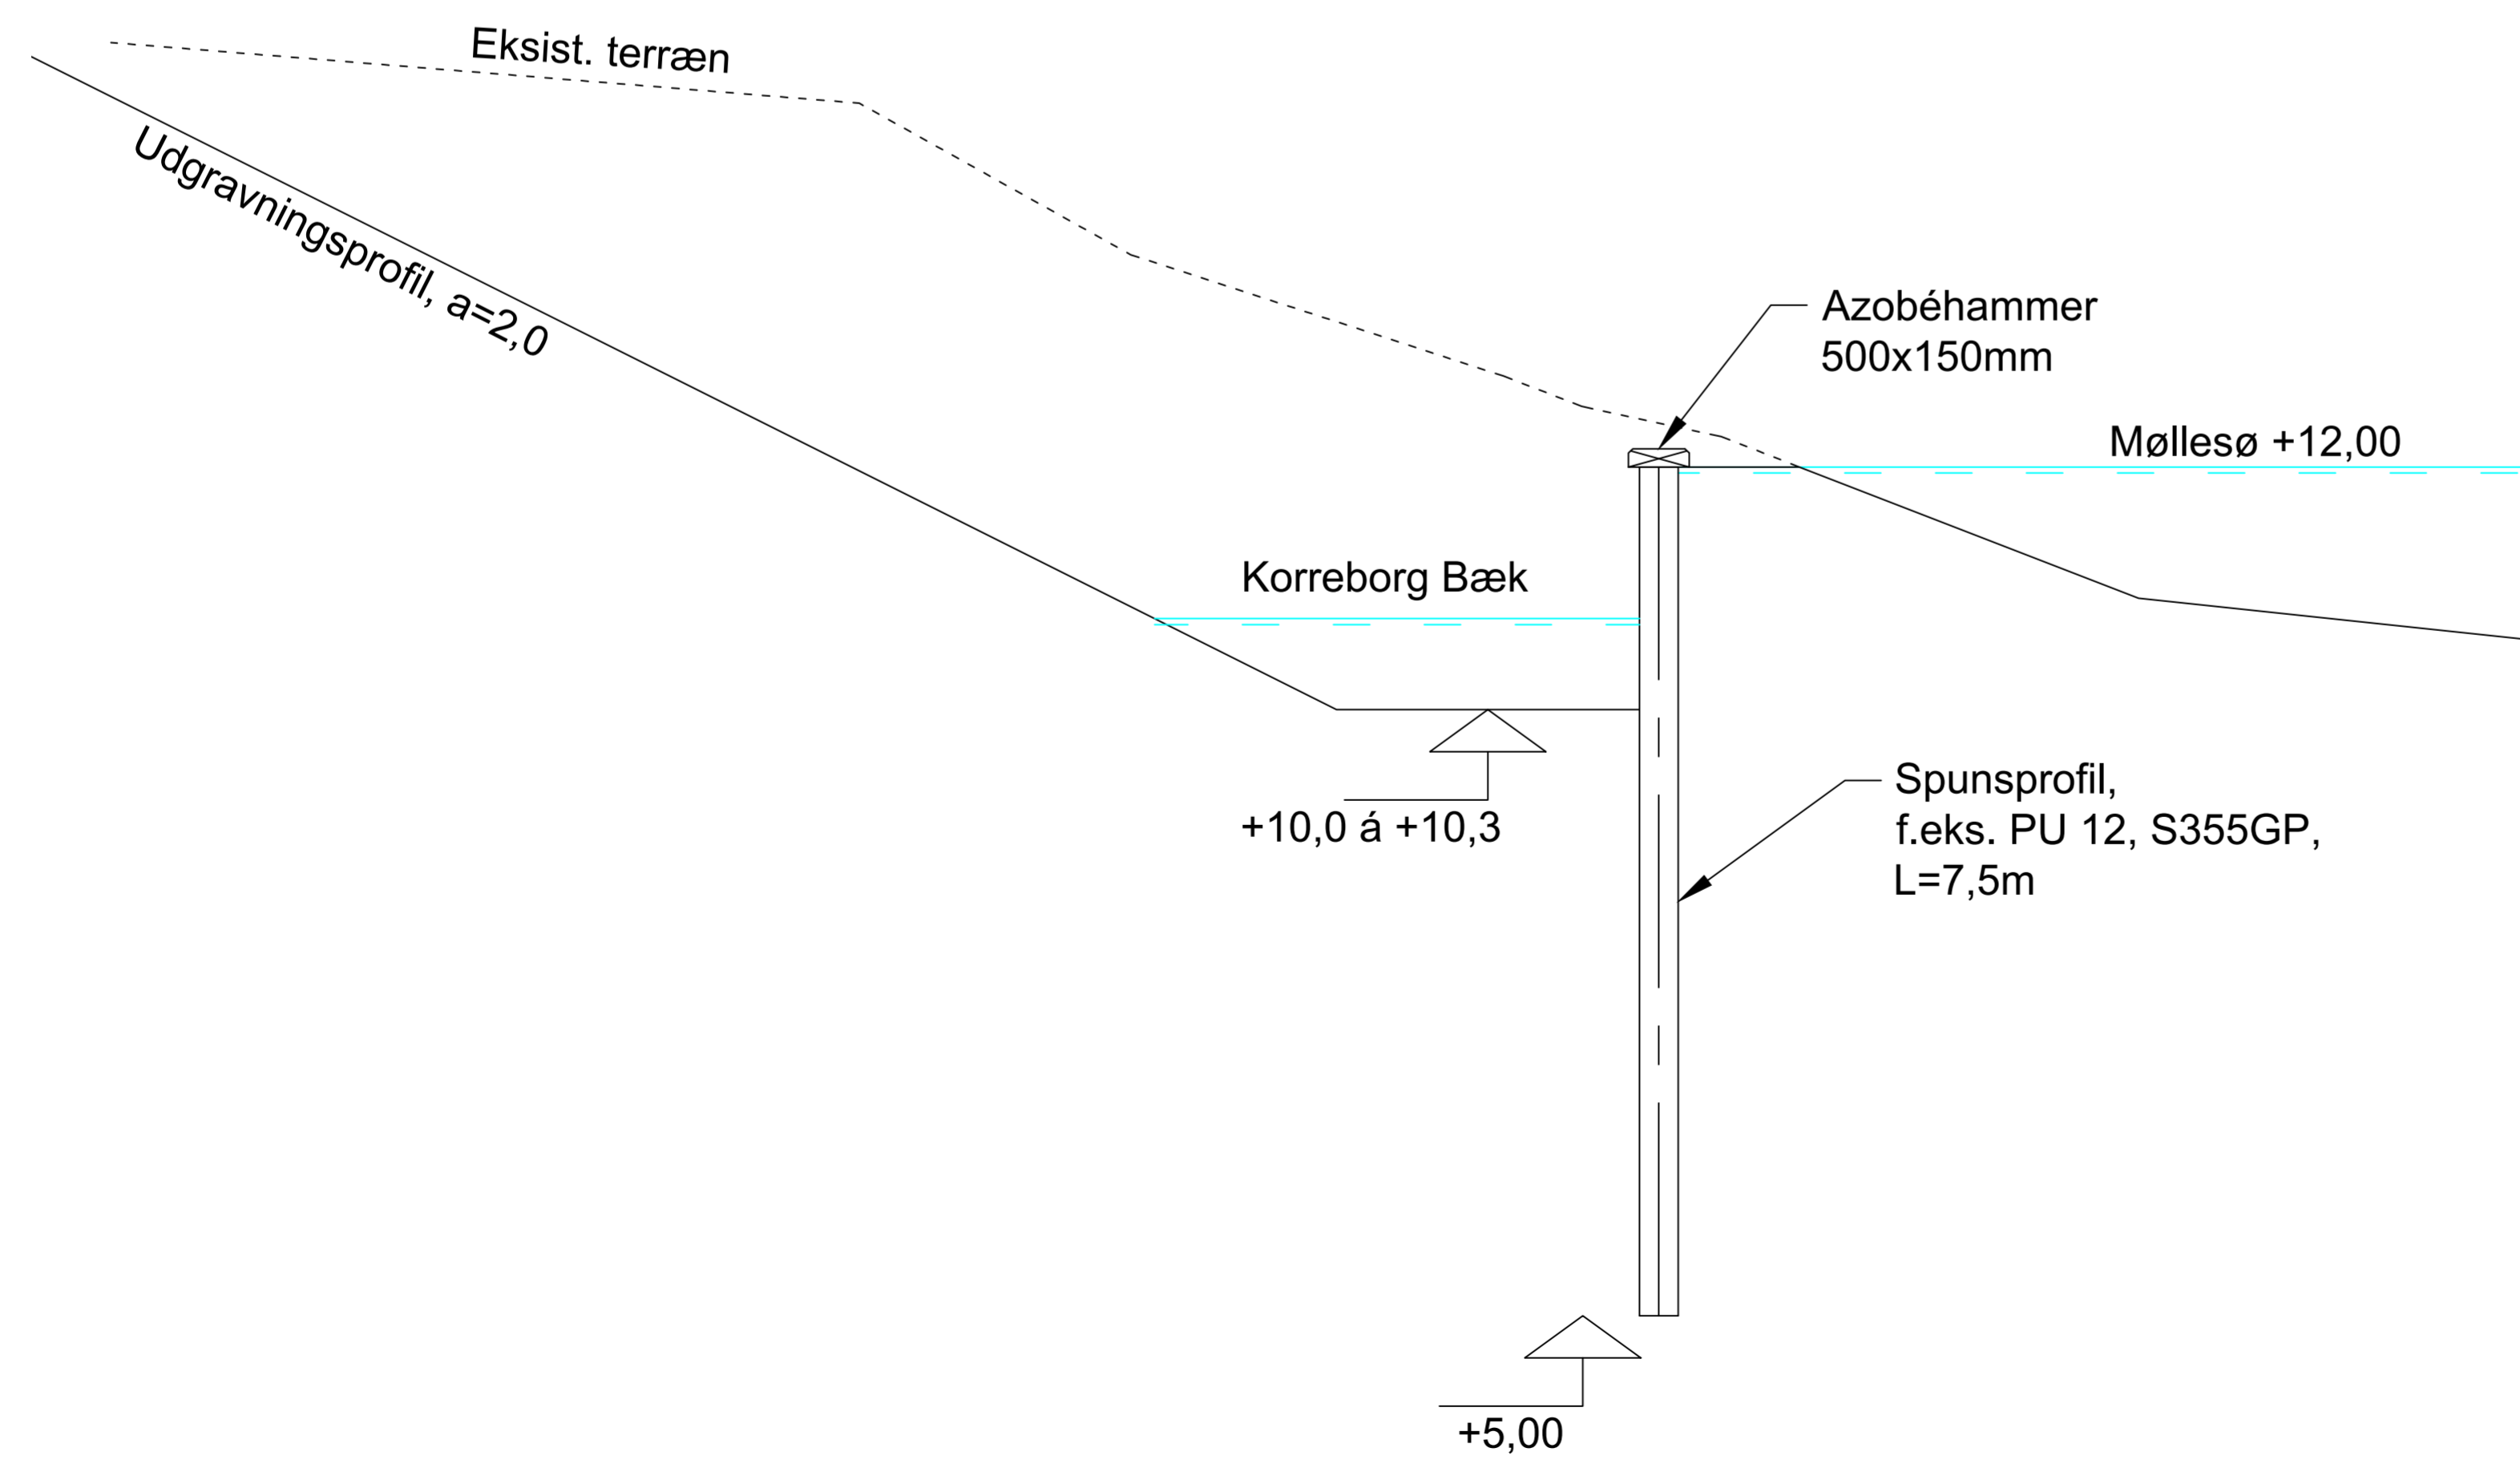 Eksist. terræn
Udgravningsprofil, a=2,0
Azobéhammer
500x150mm
Møllesø +12,00
Korreborg Bæk
+10,0 á +10,3
Spunsprofil,
f.eks. PU 12, S355GP,
L=7,5m
+5,00